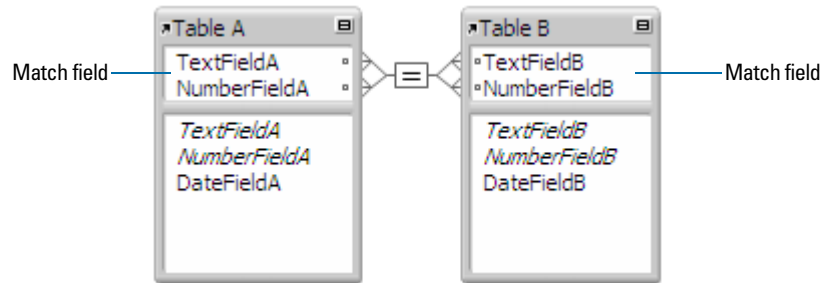 Table A
Table B
Match field
TextFieldA
NumberFieldA
=
TextFieldB
NumberFieldB
Match field
TextFieldA
NumberFieldA
DateFieldA
TextFieldB
NumberFieldB
DateFieldB